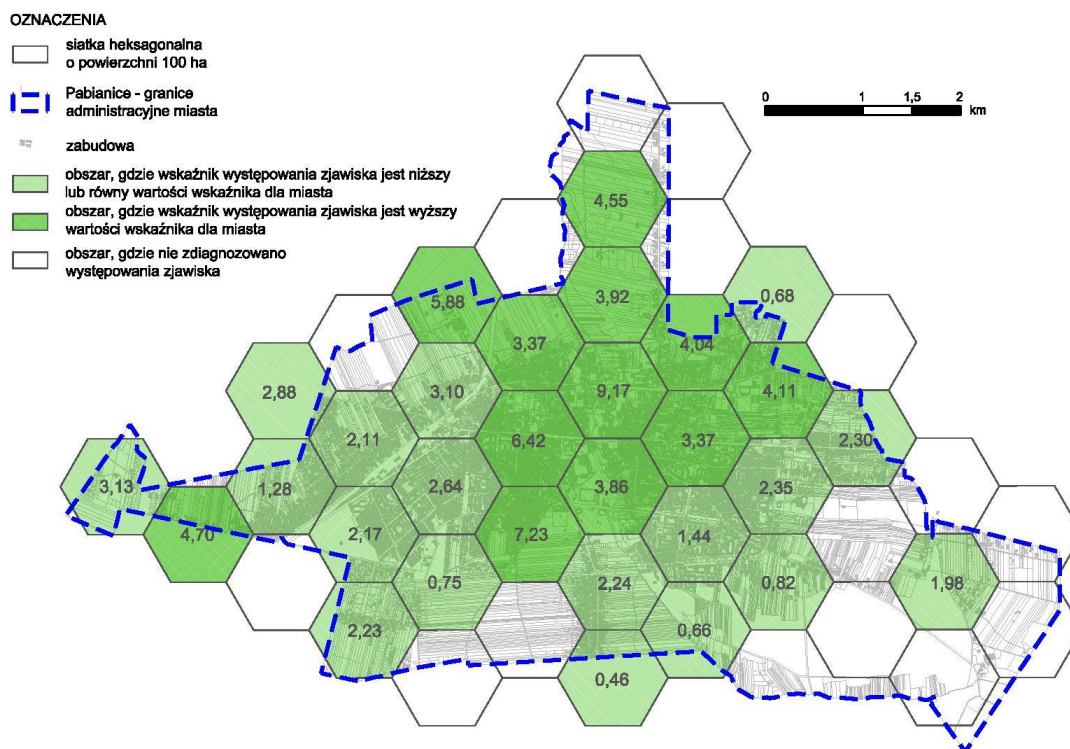 OZNACZENIA
siatka heksagonalna
o powierzchni 100 ha
Pabianice - granice
administracyjne miasta
zabudowa
obszar, gdzie wskaźnik występowania zjawiska jest niższy
lub równy wartości wskaźnika dla miasta
obszar, gdzie wskaźnik występowania zjawiska jest wyższy
wartości wskaźnika dla miasta
obszar, gdzie nie zdiagnozowano
występowania zjawiska
0 1 1,5 2
km
4,55
5,88 3,92 0,68
3,37 4,04
2,88 3,10 9,17 4,11
2,11 6,42 3,37 2,30
3,13 1,28 2,64 3,86 2,35
4,70 2,17 7,23 1,44
0,75 2,24 0,82 1,98
2,23 0,66
0,46